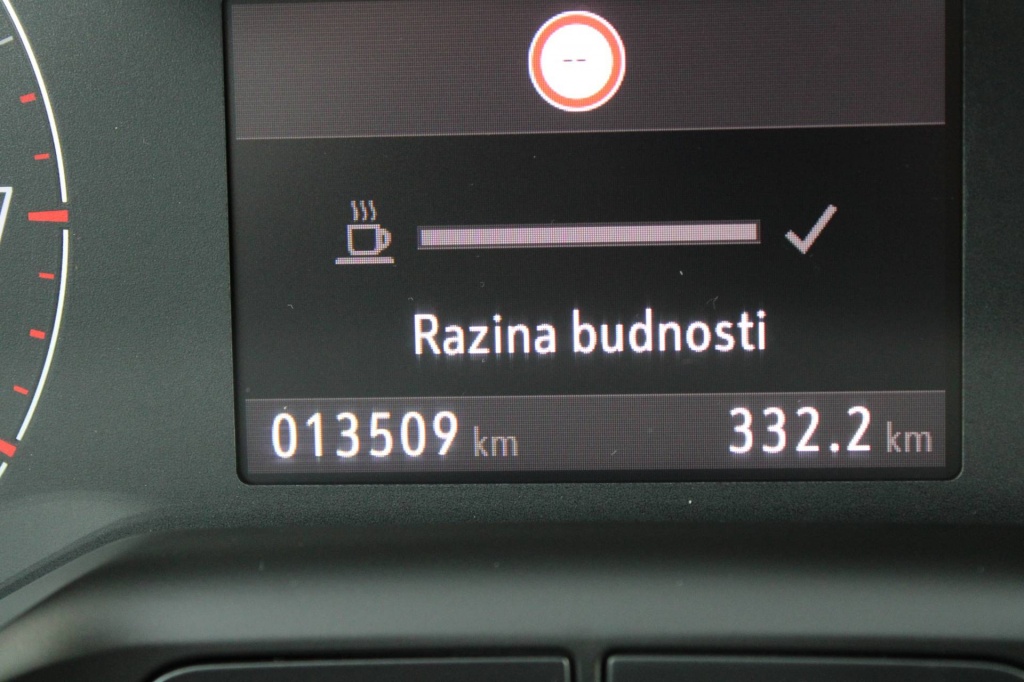 --
Razina budnosti
013509 km 332.2 km